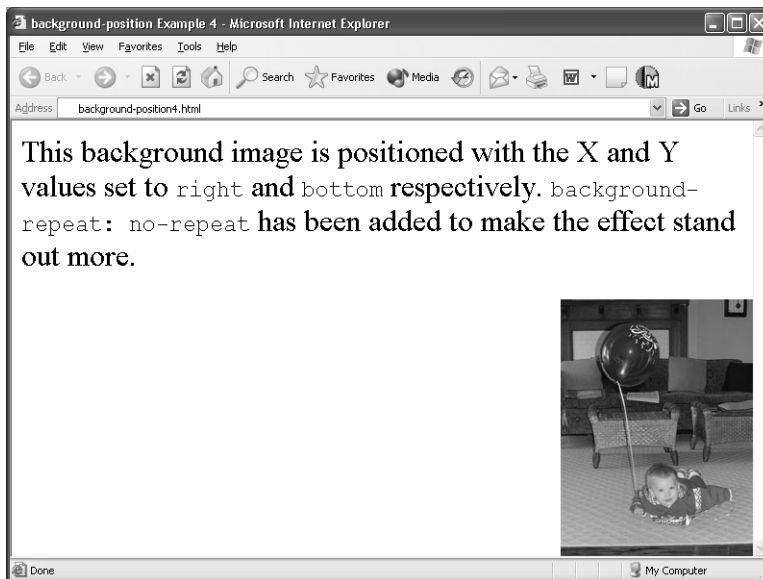 background-position Example 4 - Microsoft Internet Explorer
File Edit View Favorites Tools Help
Back Search Favorites Media
Address background-position4.html Go Links »
This background image is positioned with the X and Y
values set to right and bottom respectively. background-
repeat: no-repeat has been added to make the effect stand
out more.
Done My Computer